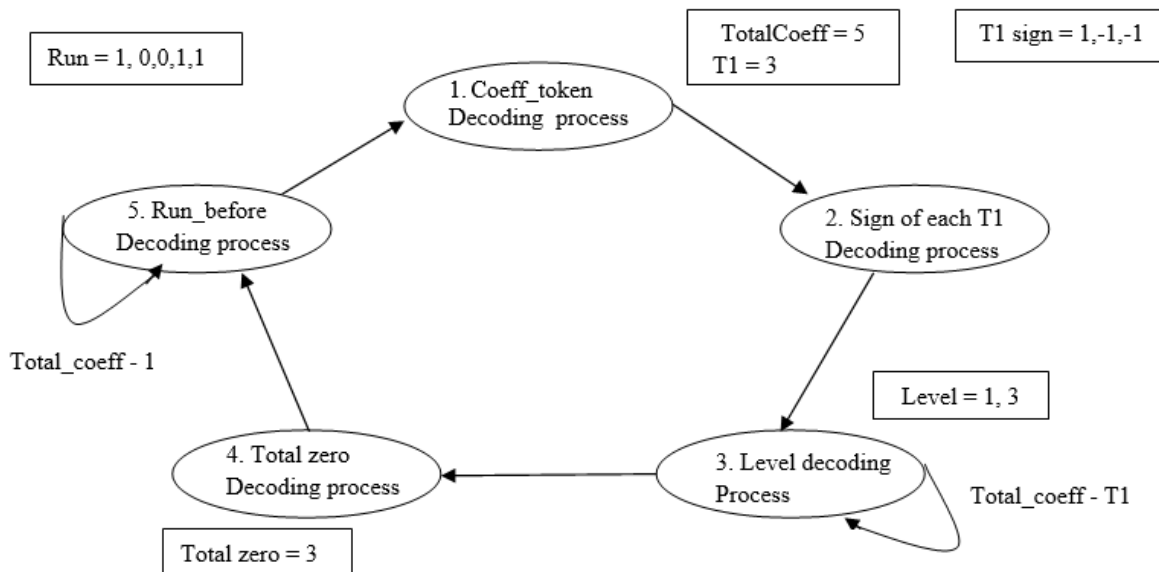 Run = 1, 0,0,1,1
TotalCoeff = 5
T1 = 3
T1 sign = 1,-1,-1
1. Coeff_token
Decoding process
2. Sign of each T1
Decoding process
5. Run_before
Decoding process
Total_coeff - 1
Level = 1, 3
3. Level decoding
Process
Total_coeff - T1
4. Total zero
Decoding process
Total zero = 3